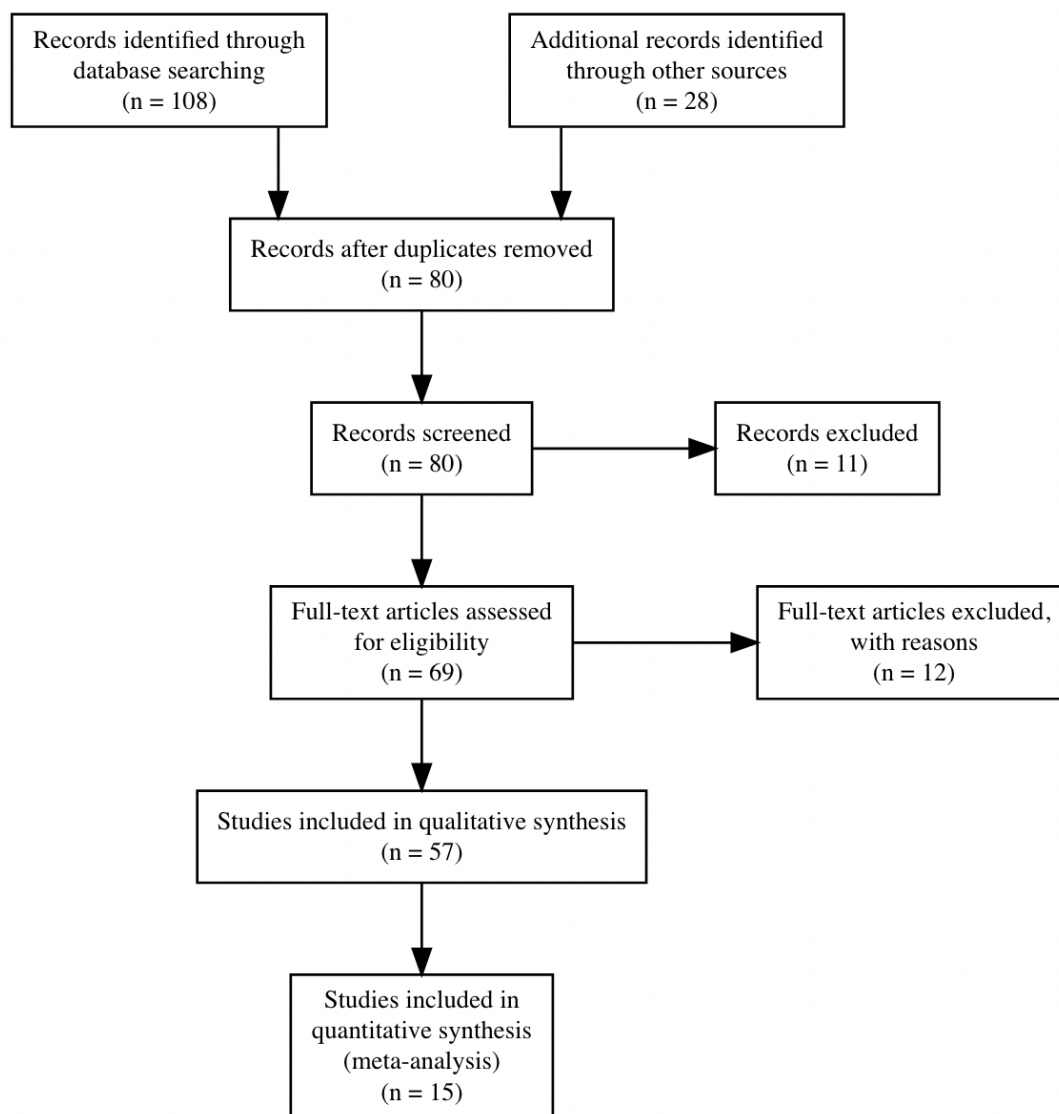 Records identified through
database searching
(n = 108)
Additional records identified
through other sources
(n = 28)
Records after duplicates removed
(n = 80)
Records screened
(n = 80)
Records excluded
(n = 11)
Full-text articles assessed
for eligibility
(n = 69)
Full-text articles excluded,
with reasons
(n = 12)
Studies included in qualitative synthesis
(n = 57)
Studies included in
quantitative synthesis
(meta-analysis)
(n = 15)